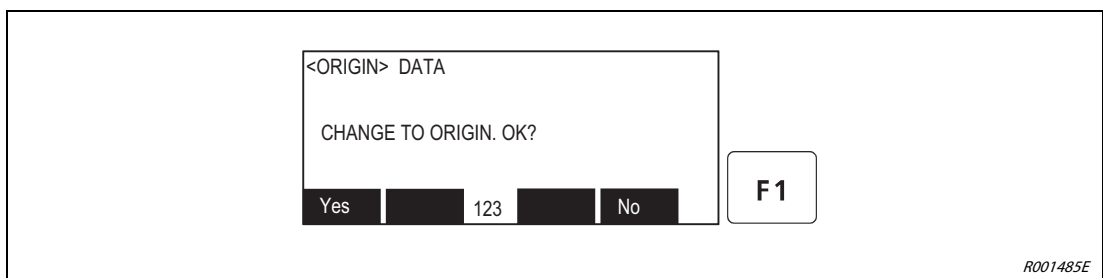 <ORIGIN> DATA
CHANGE TO ORIGIN. OK?
Yes 123 No
F1
R001485E